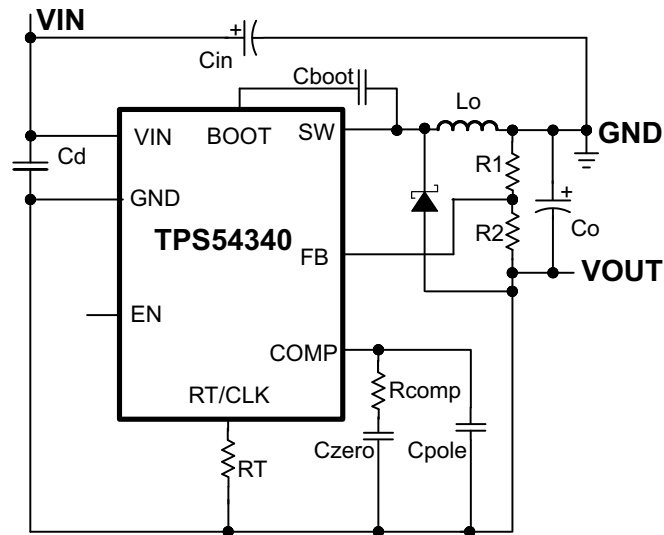 VIN
+
Cin
Cboot
Lo
VIN
BOOT
SW
GND
Cd
R1
GND
+
TPS54340
R2
Co
FB
VOUT
EN
COMP
RT/CLK
Rcomp
Czero
Cpole
RT